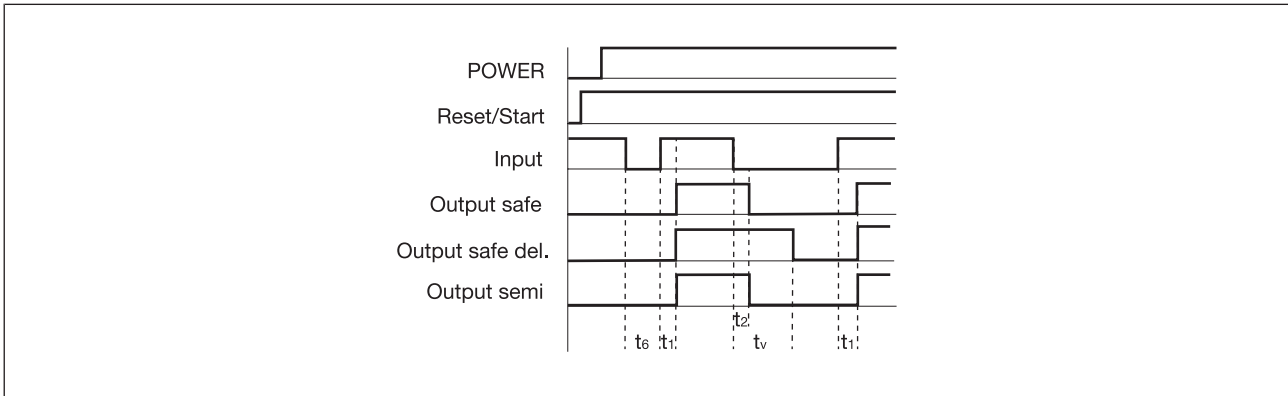 POWER
Reset/Start
Input
Output safe
Output safe del.
Output semi
t2
t6 t1 tv t1